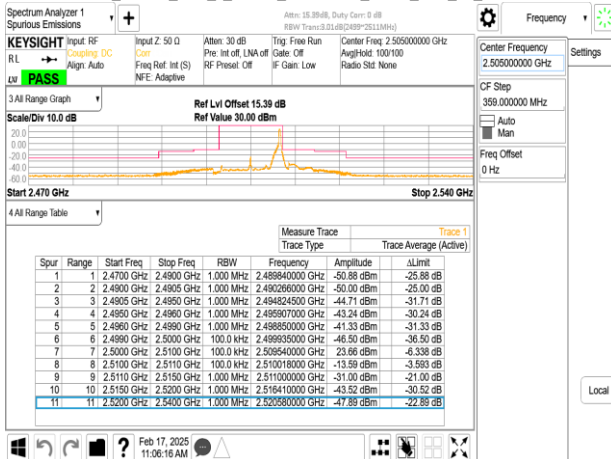 Spectrum Analyzer 1
Spurious Emissions
Attn: 15.39dB, Duty Corr: 0 dB
RBW Trans:3.01dB(2499~2511MHz)
Frequency
KEYSIGHT Input: RF Input Z: 50 Ω Atten: 30 dB Trig: Free Run Center Freq: 2.505000000 GHz
RL Coupling: DC Corr Pre: Int off, LNA off Gate: Off Avg|Hold: 100/100
Align: Auto Freq Ref: Int (S) RF Preset: Off IF Gain: Low Radio Std: None
LXI PASS NFE: Adaptive
Center Frequency
2.505000000 GHz
Settings
CF Step
359.000000 MHz
Auto
Man
Freq Offset
0 Hz
Local
3 All Range Graph
Ref Lvl Offset 15.39 dB
Scale/Div 10.0 dB Ref Value 30.00 dBm
20.0
0.00
-20.0
-40.0
-60.0
Start 2.470 GHz Stop 2.540 GHz
4 All Range Table
Measure Trace Trace 1
Trace Type Trace Average (Active)
Spur Range Start Freq Stop Freq RBW Frequency Amplitude ΔLimit
1 1 2.4700 GHz 2.4900 GHz 1.000 MHz 2.489840000 GHz -50.88 dBm -25.88 dB
2 2 2.4900 GHz 2.4905 GHz 1.000 MHz 2.490266000 GHz -50.00 dBm -25.00 dB
3 3 2.4905 GHz 2.4950 GHz 1.000 MHz 2.494824500 GHz -44.71 dBm -31.71 dB
4 4 2.4950 GHz 2.4960 GHz 1.000 MHz 2.495907000 GHz -43.24 dBm -30.24 dB
5 5 2.4960 GHz 2.4990 GHz 1.000 MHz 2.498850000 GHz -41.33 dBm -31.33 dB
6 6 2.4990 GHz 2.5000 GHz 100.0 kHz 2.499935000 GHz -46.50 dBm -36.50 dB
7 7 2.5000 GHz 2.5100 GHz 100.0 kHz 2.509540000 GHz 23.66 dBm -6.338 dB
8 8 2.5100 GHz 2.5110 GHz 100.0 kHz 2.510018000 GHz -13.59 dBm -3.593 dB
9 9 2.5110 GHz 2.5150 GHz 1.000 MHz 2.511000000 GHz -31.00 dBm -21.00 dB
10 10 2.5150 GHz 2.5200 GHz 1.000 MHz 2.516410000 GHz -43.52 dBm -30.52 dB
11 11 2.5200 GHz 2.5400 GHz 1.000 MHz 2.520580000 GHz -47.89 dBm -22.89 dB
Feb 17, 2025
11:06:16 AM